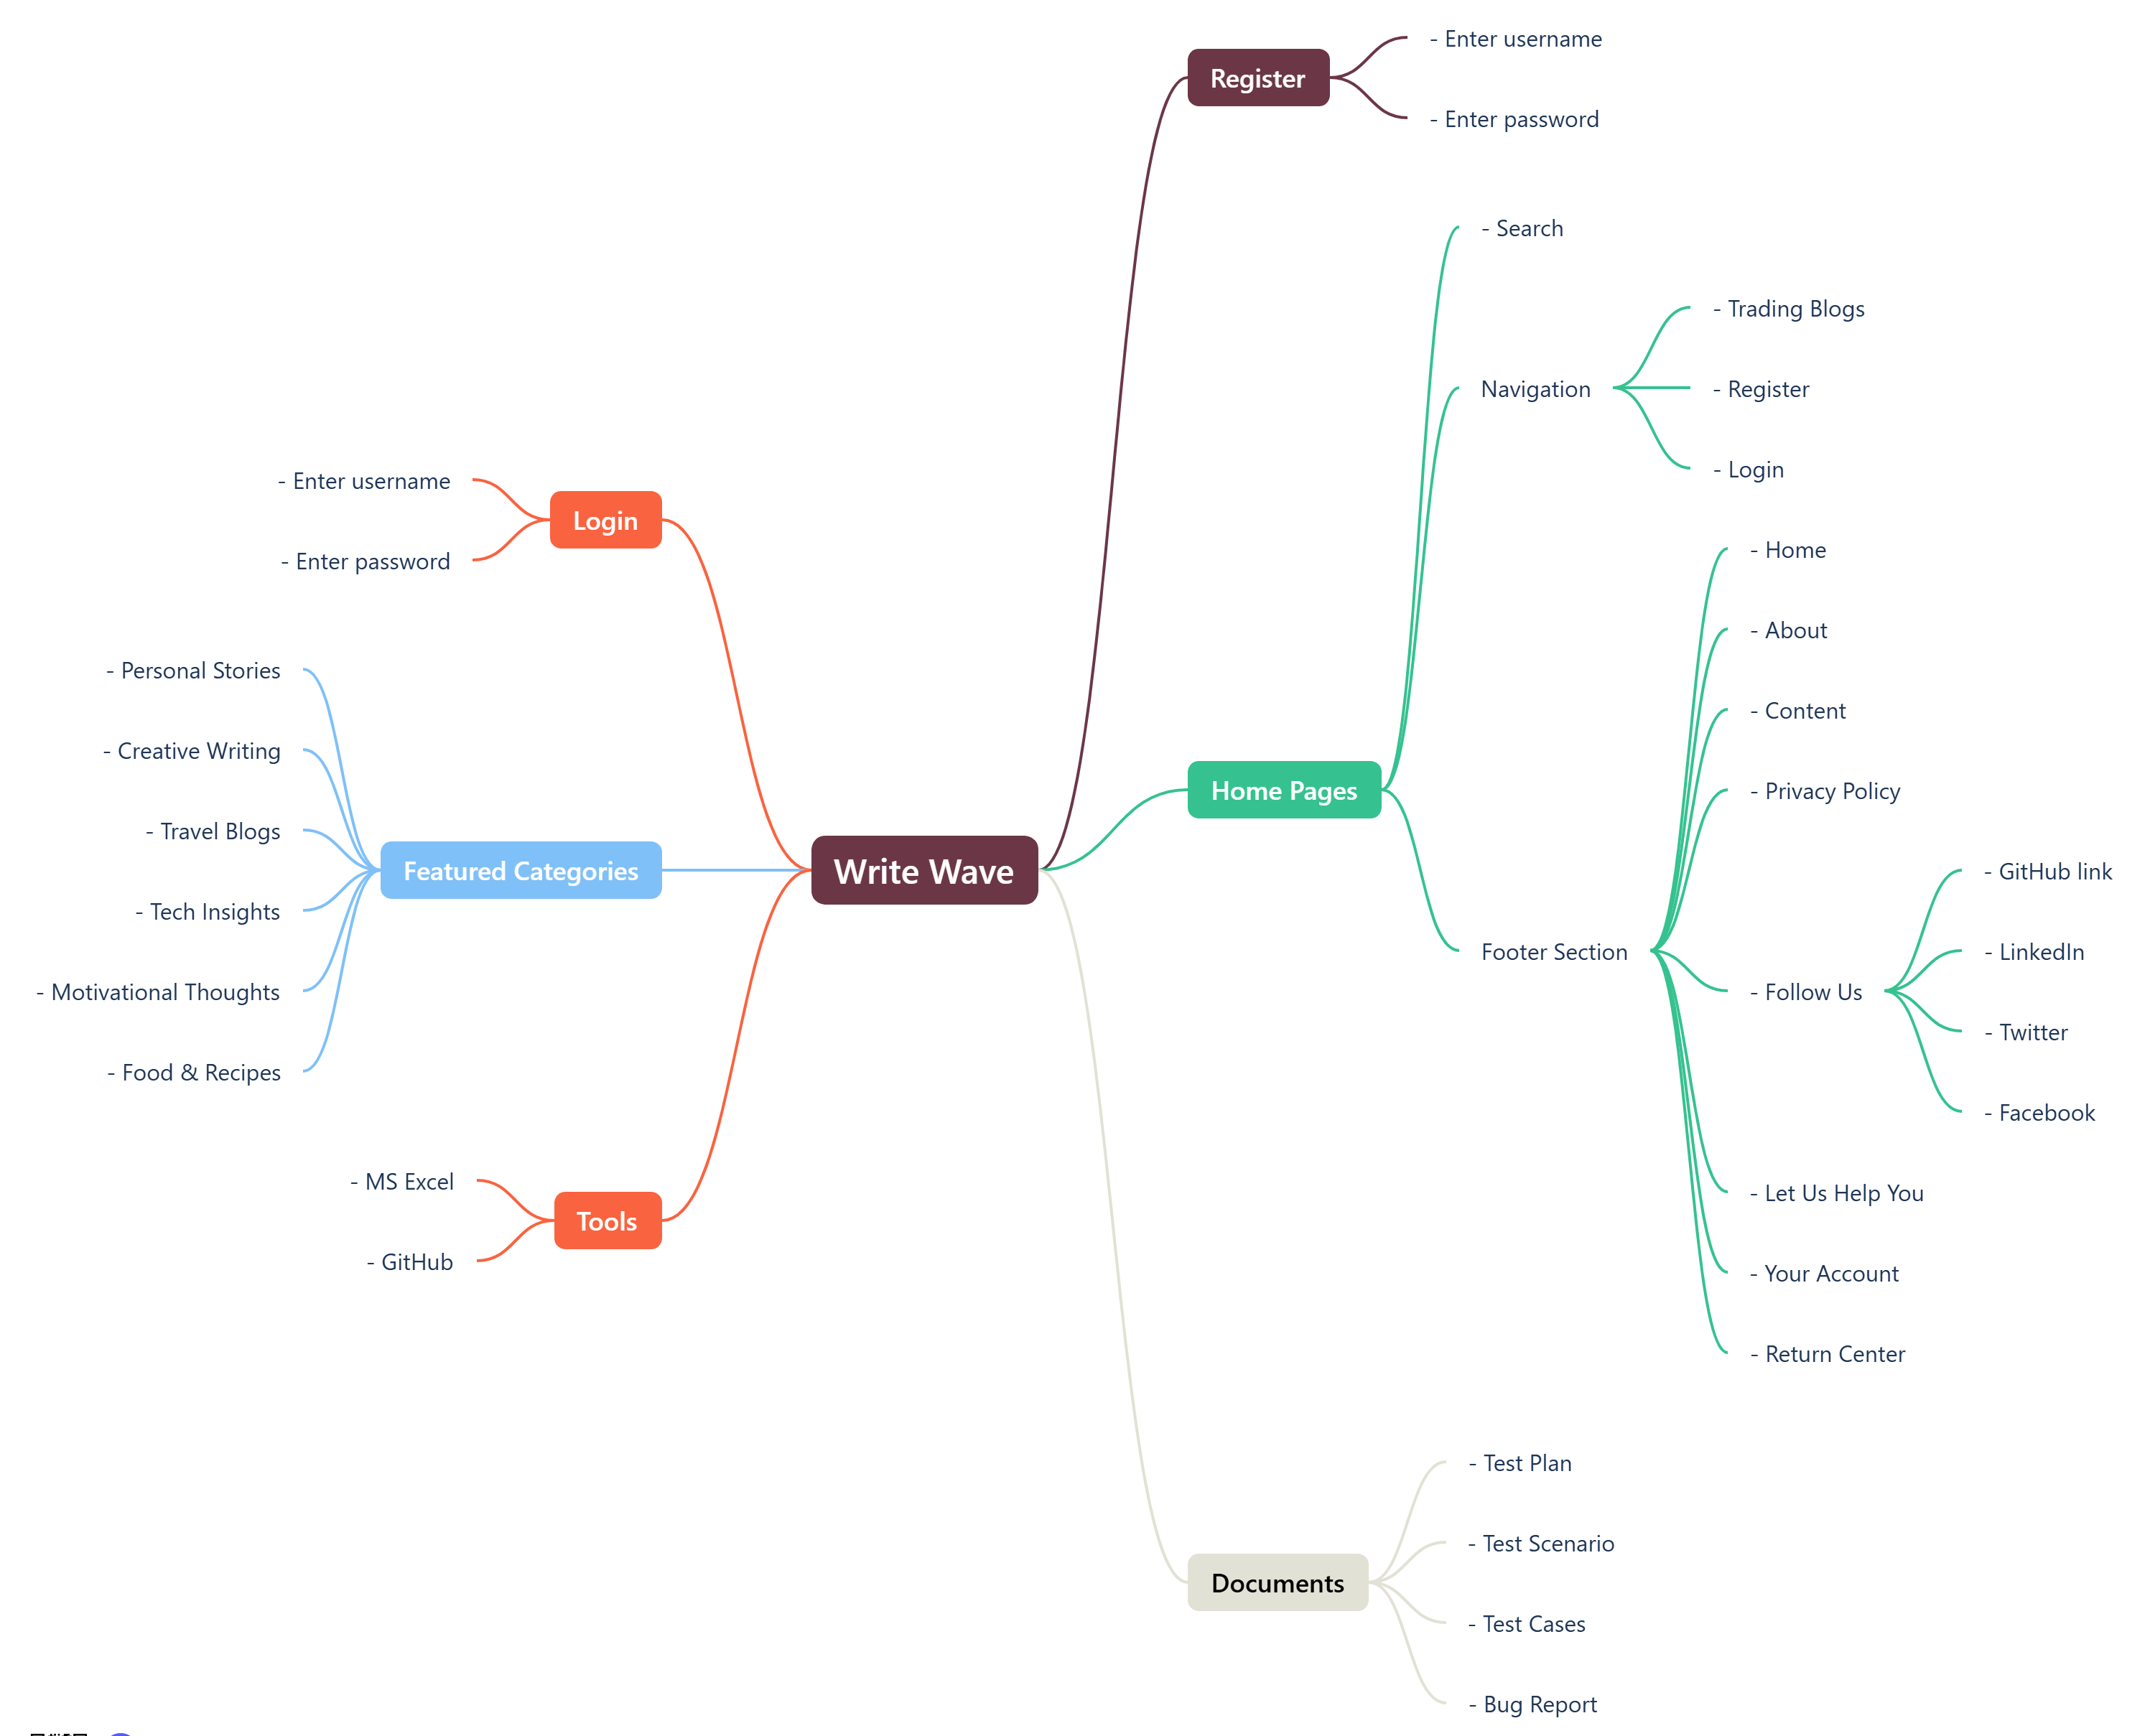 Write Wave
Register
- Enter username
- Enter password
Home Pages
- Search
Navigation
- Trading Blogs
- Register
- Login
Footer Section
- Home
- About
- Content
- Privacy Policy
- Follow Us
- GitHub link
- LinkedIn
- Twitter
- Facebook
- Let Us Help You
- Your Account
- Return Center
Documents
- Test Plan
- Test Scenario
- Test Cases
- Bug Report
Login
- Enter username
- Enter password
Featured Categories
- Personal Stories
- Creative Writing
- Travel Blogs
- Tech Insights
- Motivational Thoughts
- Food & Recipes
Tools
- MS Excel
- GitHub